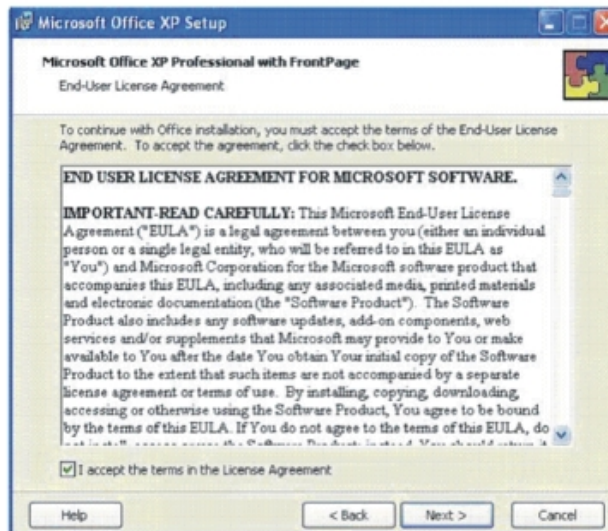 Microsoft Office XP Setup
Microsoft Office XP Professional with FrontPage
End-User License Agreement
To continue with Office installation, you must accept the terms of the End-User License
Agreement. To accept the agreement, click the check box below.
END USER LICENSE AGREEMENT FOR MICROSOFT SOFTWARE.
IMPORTANT-READ CAREFULLY: This Microsoft End-User License
Agreement ("EULA") is a legal agreement between you (either an individual
person or a single legal entity, who will be referred to in this EULA as
"You") and Microsoft Corporation for the Microsoft software product that
accompanies this EULA, including any associated media, printed materials
and electronic documentation (the "Software Product"). The Software
Product also includes any software updates, add-on components, web
services and/or supplements that Microsoft may provide to You or make
available to You after the date You obtain Your initial copy of the Software
Product to the extent that such items are not accompanied by a separate
license agreement or terms of use. By installing, copying, downloading,
accessing or otherwise using the Software Product, You agree to be bound
by the terms of this EULA. If You do not agree to the terms of this EULA, do
I accept the terms in the License Agreement
Help
< Back
Next >
Cancel